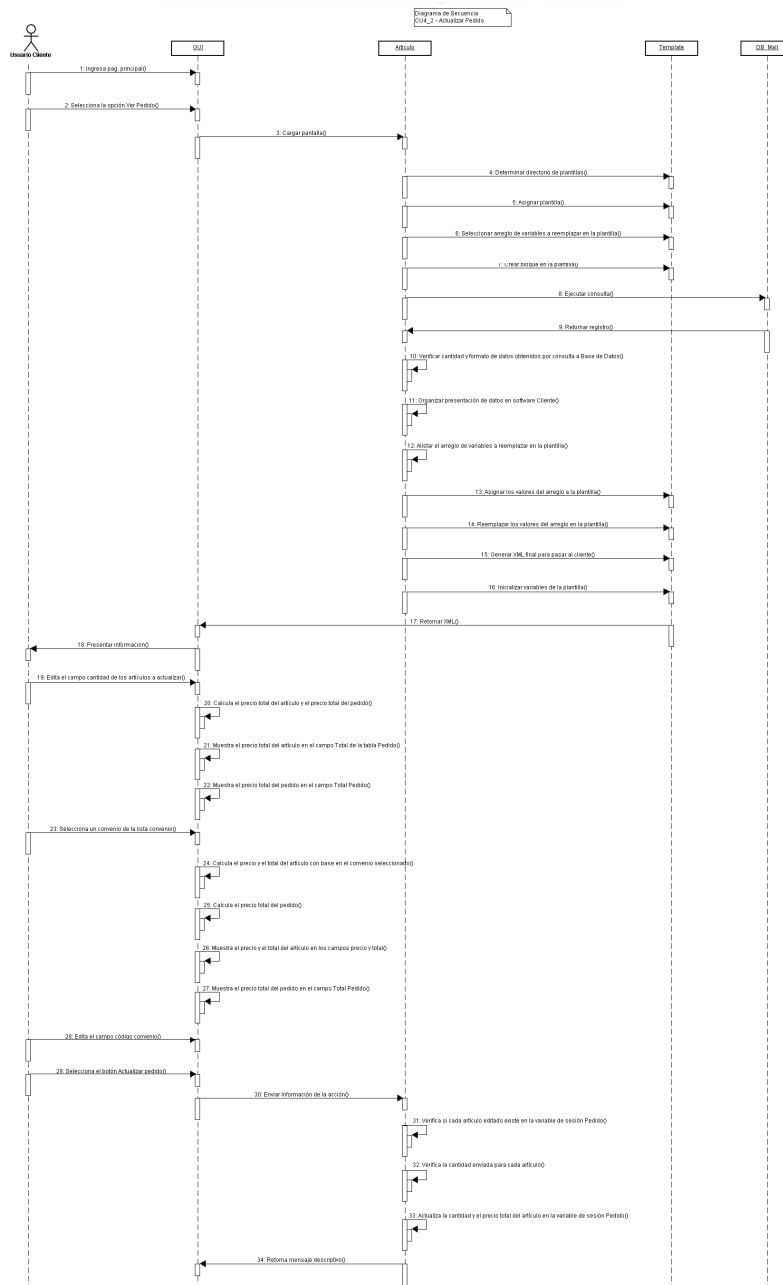 Diagrama de Secuencia
CU4_2 - Actualizar Pedido
Usuario Cliente
GUI
Articulo
Template
DB_Mall
1: Ingresa pag. principal()
2: Selecciona la opción Ver Pedido()
3: Cargar pantalla()
4: Determinar directorio de plantillas()
5: Asignar plantilla()
6: Seleccionar arreglo de variables a reemplazar en la plantilla()
7: Crear bloque en la plantilla()
8: Ejecutar consulta()
9: Retornar registro()
10: Verificar cantidad y formato de datos obtenidos por consulta a Base de Datos()
11: Organizar presentación de datos en software Cliente()
12: Alistar el arreglo de variables a reemplazar en la plantilla()
13: Asignar los valores del arreglo a la plantilla()
14: Reemplazar los valores del arreglo en la plantilla()
15: Generar XML final para pasar al cliente()
16: Inicializar variables de la plantilla()
17: Retornar XML()
18: Presentar informacion()
19: Edita el campo cantidad de los artículos a actualizar()
20: Calcula el precio total del artículo y el precio total del pedido()
21: Muestra el precio total del artículo en el campo Total de la tabla Pedido()
22: Muestra el precio total del pedido en el campo Total Pedido()
23: Selecciona un convenio de la lista convenio()
24: Calcula el precio y el total del artículo con base en el convenio seleccionado()
25: Calcula el precio total del pedido()
26: Muestra el precio y el total del artículo en los campos precio y total()
27: Muestra el precio total del pedido en el campo Total Pedido()
28: Edita el campo código convenio()
29: Selecciona el botón Actualizar pedido()
30: Enviar Información de la acción()
31: Verifica si cada artículo editado existe en la variable de sesión Pedido()
32: Verifica la cantidad enviada para cada artículo()
33: Actualiza la cantidad y el precio total del artículo en la variable de sesión Pedido()
34: Retorna mensaje descriptivo()